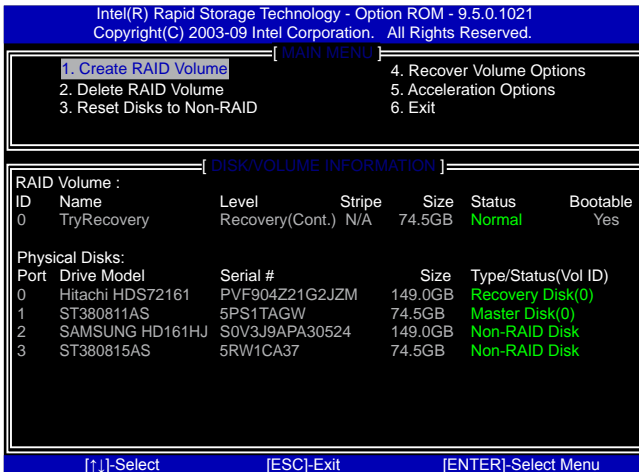 Intel(R) Rapid Storage Technology - Option ROM - 9.5.0.1021
Copyright(C) 2003-09 Intel Corporation. All Rights Reserved.
[ MAIN MENU ]
1. Create RAID Volume 4. Recover Volume Options
2. Delete RAID Volume 5. Acceleration Options
3. Reset Disks to Non-RAID 6. Exit
[ DISK/VOLUME INFORMATION ]
RAID Volume :
ID Name Level Stripe Size Status Bootable
0 TryRecovery Recovery(Cont.) N/A 74.5GB Normal Yes
Physical Disks:
Port Drive Model Serial # Size Type/Status(Vol ID)
0 Hitachi HDS72161 PVF904Z21G2JZM 149.0GB Recovery Disk(0)
1 ST380811AS 5PS1TAGW 74.5GB Master Disk(0)
2 SAMSUNG HD161HJ S0V3J9APA30524 149.0GB Non-RAID Disk
3 ST380815AS 5RW1CA37 74.5GB Non-RAID Disk
[↑↓]-Select [ESC]-Exit [ENTER]-Select Menu